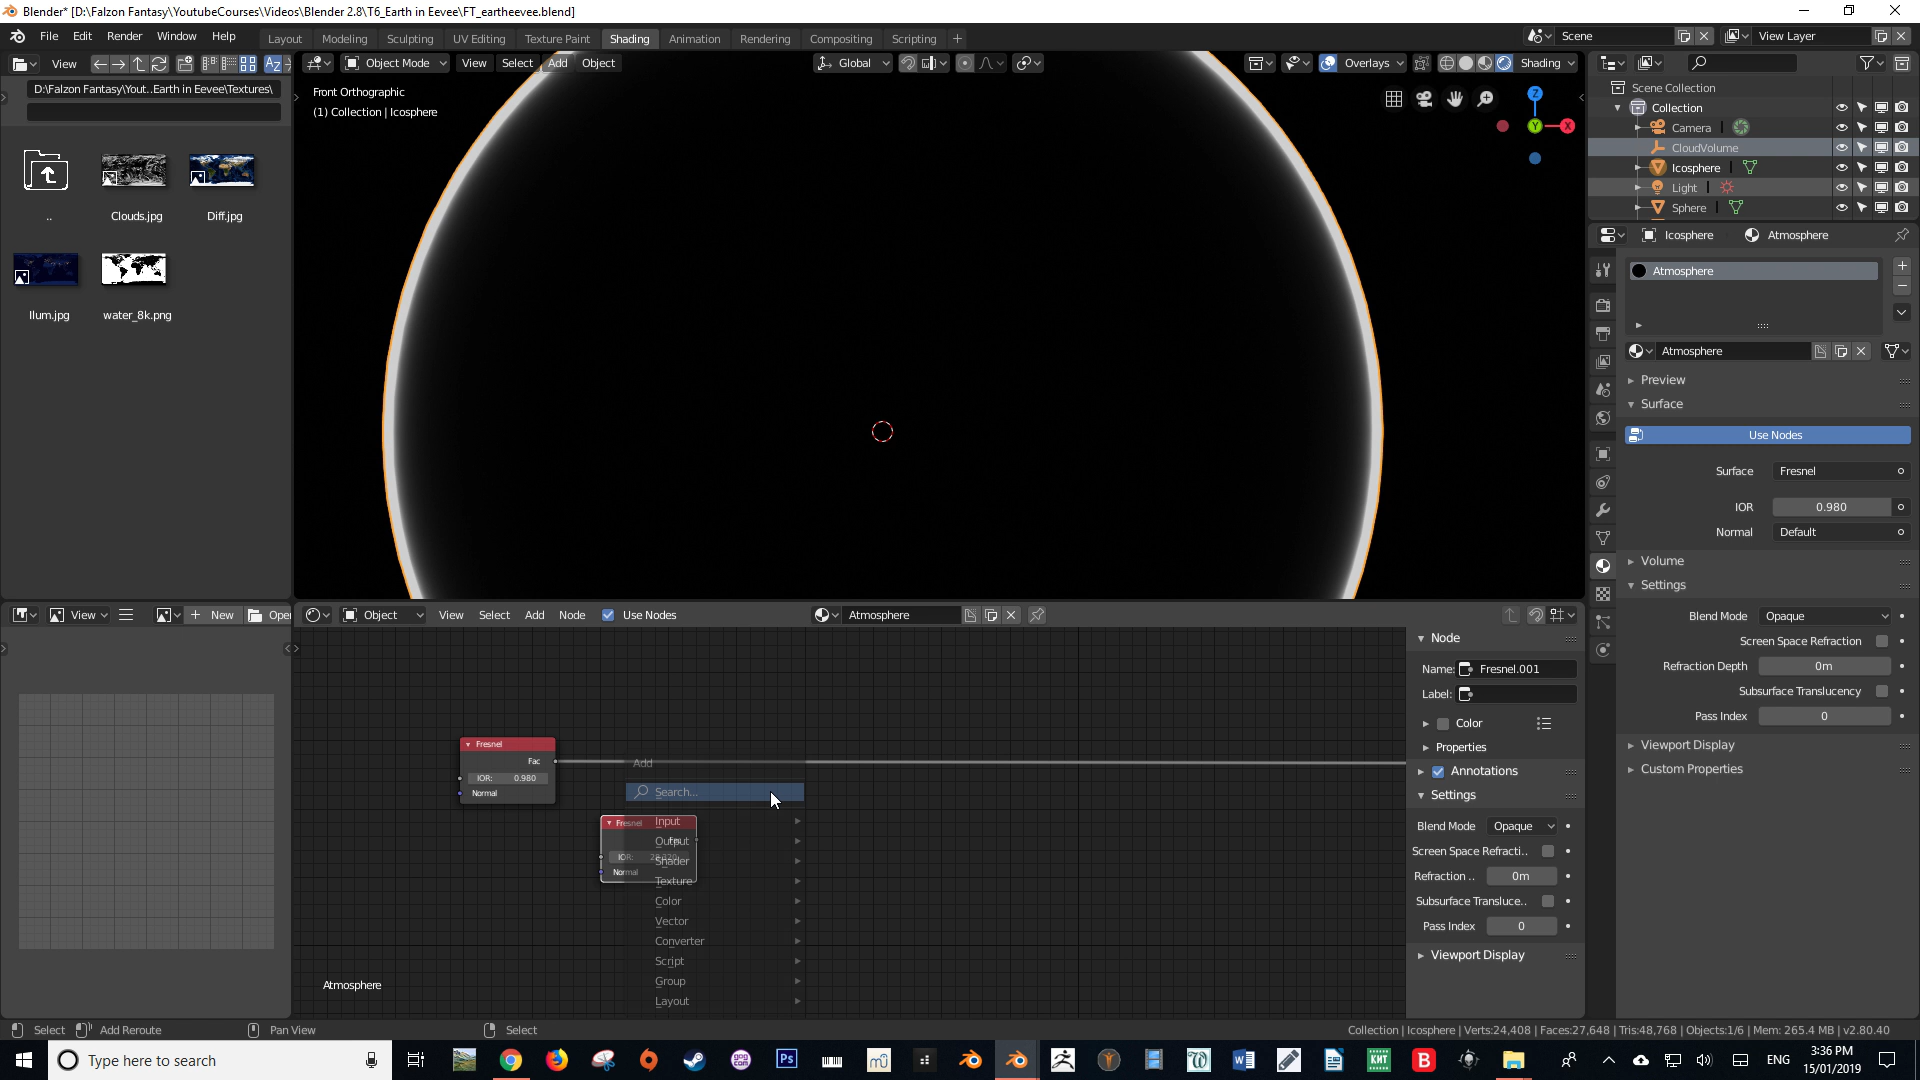 Blender* [D:\Falzon Fantasy\YoutubeCourses\Videos\Blender 2.8\T6_Earth in Eevee\FT_eartheevee.blend]
File Edit Render Window Help
Layout Modeling Sculpting UV Editing Texture Paint Shading Animation Rendering Compositing Scripting +
Scene
View Layer
View
D:\Falzon Fantasy\Yout..Earth in Eevee\Textures\
..
Clouds.jpg
Diff.jpg
Ilum.jpg
water_8k.png
Object Mode View Select Add Object
Global
Overlays
Shading
Front Orthographic
(1) Collection | Icosphere
Z
Y
X
Scene Collection
Collection
Camera
CloudVolume
Icosphere
Light
Sphere
Icosphere
Atmosphere
Atmosphere
Atmosphere
Preview
Surface
Use Nodes
Surface Fresnel
IOR 0.980
Normal Default
Volume
Settings
Blend Mode Opaque
Screen Space Refraction
Refraction Depth 0m
Subsurface Translucency
Pass Index 0
Viewport Display
Custom Properties
View
New
Open
Object View Select Add Node Use Nodes
Atmosphere
Fresnel
Fac
IOR: 0.980
Normal
Fresnel
IOR:
Normal
Add
Search...
Input
Output
Shader
Texture
Color
Vector
Converter
Script
Group
Layout
Atmosphere
Node
Name: Fresnel.001
Label:
Color
Properties
Annotations
Settings
Blend Mode Opaque
Screen Space Refracti..
Refraction .. 0m
Subsurface Transluce..
Pass Index 0
Viewport Display
Select Add Reroute Pan View Select
Collection | Icosphere | Verts:24,408 | Faces:27,648 | Tris:48,768 | Objects:1/6 | Mem: 265.4 MB | v2.80.40
Type here to search
Ps
W
KHT
B
ENG
3:36 PM
15/01/2019